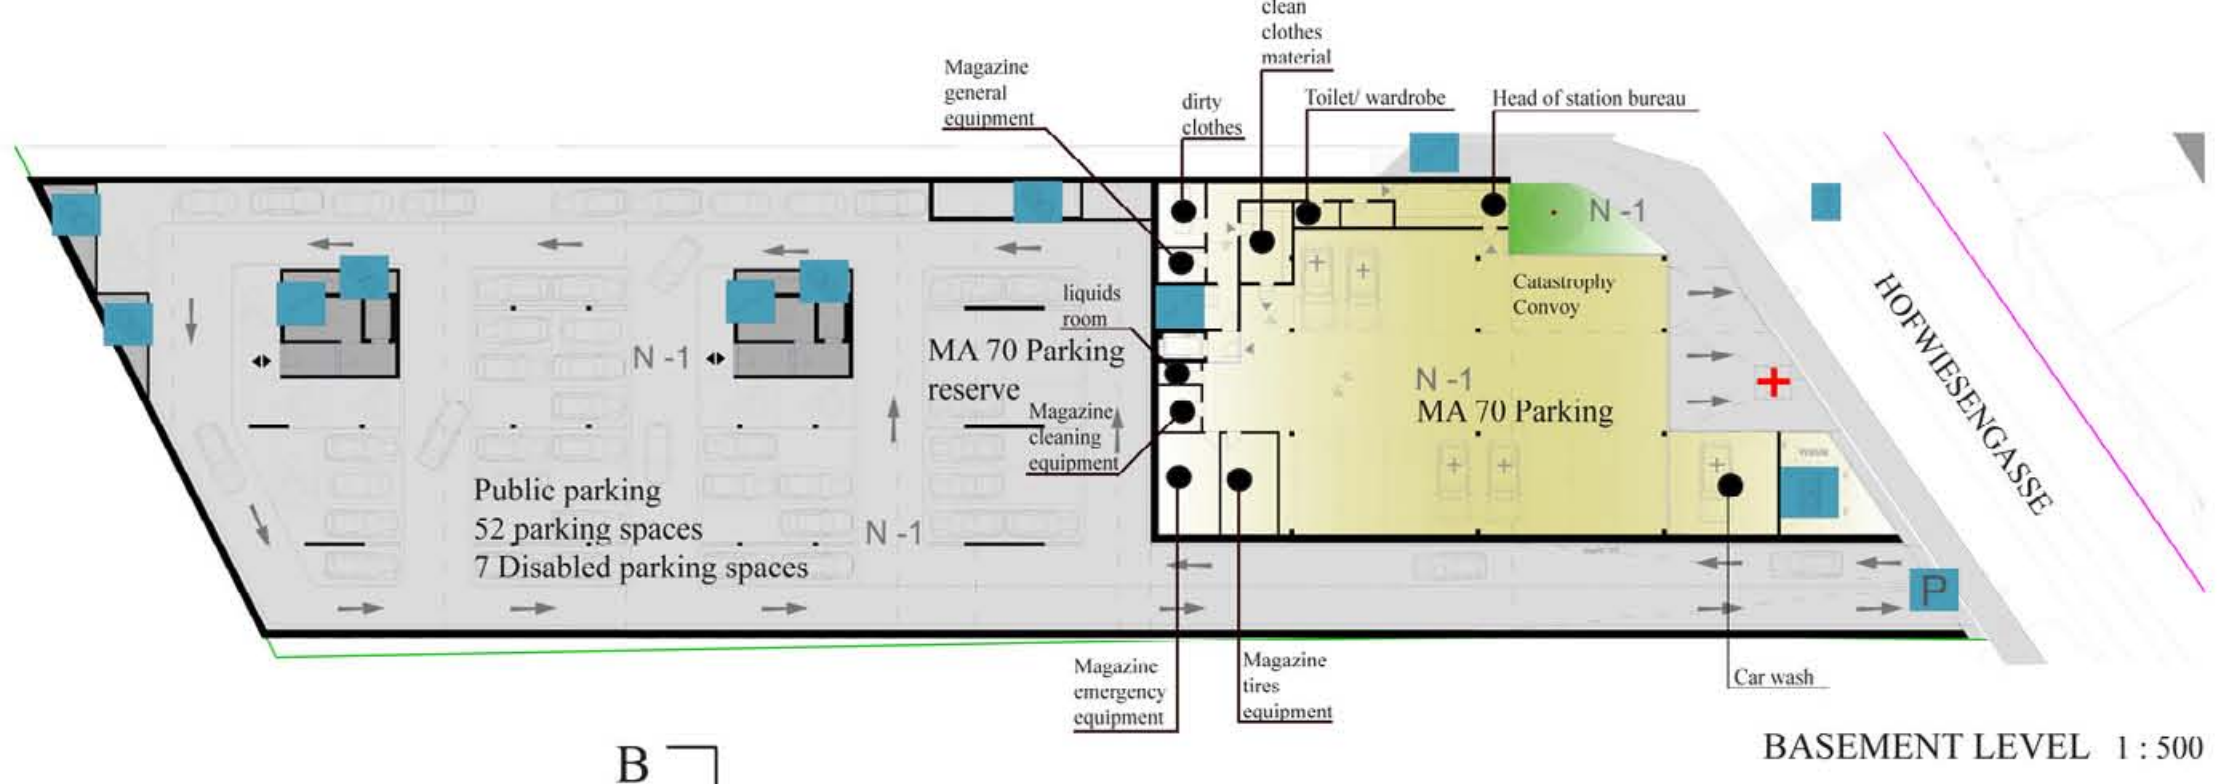 clean
clothes
material
Magazine
general
equipment
dirty
clothes
Toilet/ wardrobe
Head of station bureau
N -1
Catastrophy
Convoy
HOFWIESENGASSE
liquids
room
N -1
MA 70 Parking
reserve
N -1
MA 70 Parking
Magazine
cleaning
equipment
Public parking
52 parking spaces
7 Disabled parking spaces
N -1
P
Magazine
emergency
equipment
Magazine
tires
equipment
Car wash
B
BASEMENT LEVEL 1 : 500